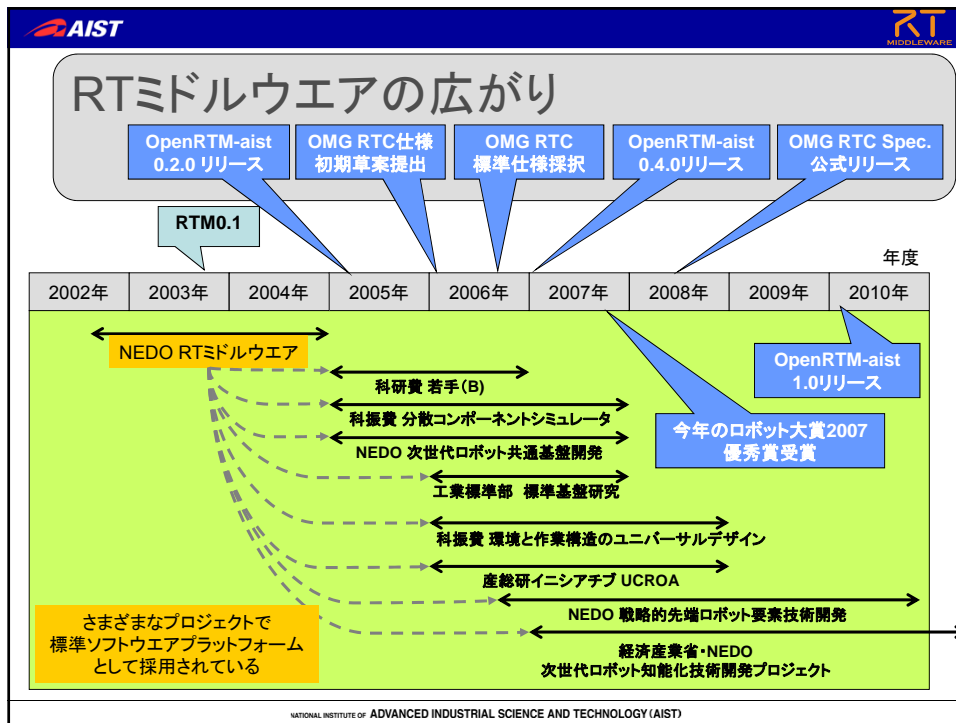 AIST
RT
MIDDLEWARE
RTミドルウエアの広がり
OpenRTM-aist
0.2.0 リリース
OMG RTC仕様
初期草案提出
OMG RTC
標準仕様採択
OpenRTM-aist
0.4.0リリース
OMG RTC Spec.
公式リリース
RTM0.1
年度
2002年 2003年 2004年 2005年 2006年 2007年 2008年 2009年 2010年
NEDO RTミドルウエア
OpenRTM-aist
1.0リリース
科研費 若手(B)
科振費 分散コンポーネントシミュレータ
今年のロボット大賞2007
優秀賞受賞
NEDO 次世代ロボット共通基盤開発
工業標準部 標準基盤研究
科振費 環境と作業構造のユニバーサルデザイン
産総研イニシアチブ UCROA
NEDO 戦略的先端ロボット要素技術開発
さまざまなプロジェクトで
標準ソフトウエアプラットフォーム
として採用されている
経済産業省・NEDO
次世代ロボット知能化技術開発プロジェクト
NATIONAL INSTITUTE OF ADVANCED INDUSTRIAL SCIENCE AND TECHNOLOGY (AIST)